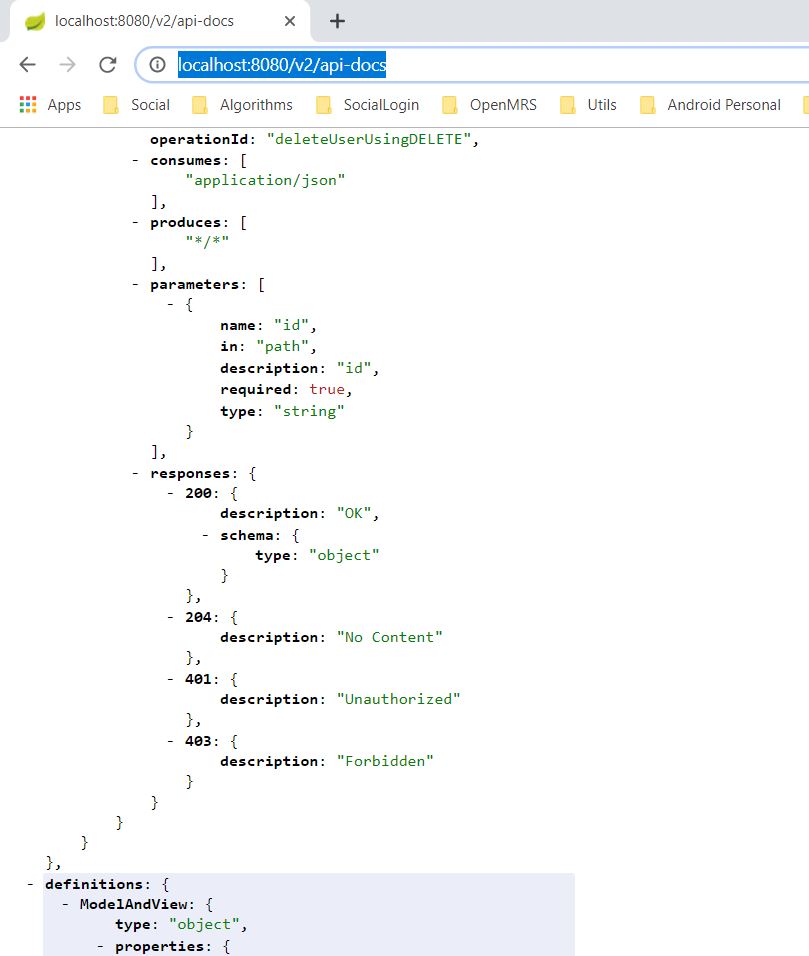 localhost:8080/v2/api-docs
localhost:8080/v2/api-docs
Apps Social Algorithms SocialLogin OpenMRS Utils Android Personal
operationId: "deleteUserUsingDELETE",
- consumes: [
"application/json"
],
- produces: [
"*/*"
],
- parameters: [
- {
name: "id",
in: "path",
description: "id",
required: true,
type: "string"
}
],
- responses: {
- 200: {
description: "OK",
- schema: {
type: "object"
}
},
- 204: {
description: "No Content"
},
- 401: {
description: "Unauthorized"
},
- 403: {
description: "Forbidden"
}
}
}
}
},
- definitions: {
- ModelAndView: {
type: "object",
- properties: {